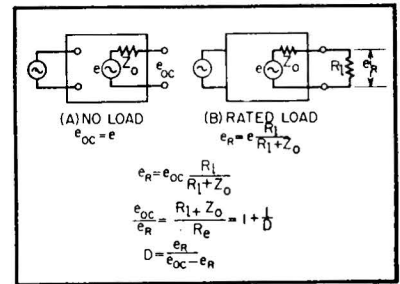 e Z₀ e_OC
e Z₀ R₁ e_R
(A) NO LOAD
e_OC = e
(B) RATED LOAD
e_R = e R₁/(R₁+Z₀)
e_R = e_OC R₁/(R₁+Z₀)
e_OC/e_R = (R₁+Z₀)/R_e = 1 + 1/D
D = e_R/(e_OC − e_R)